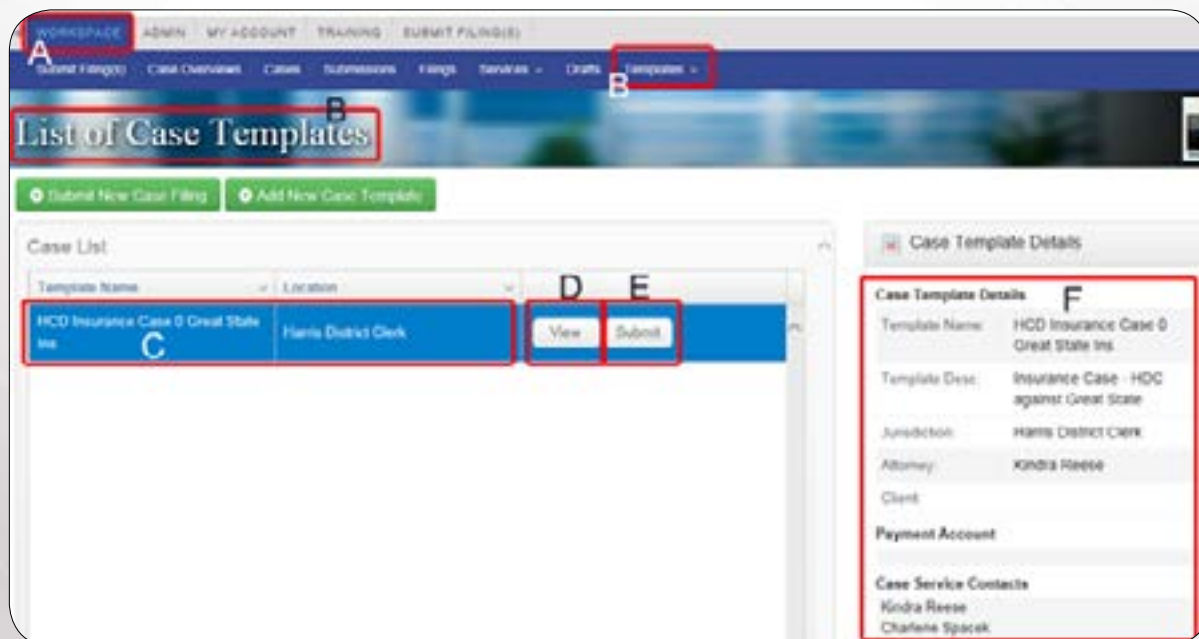 WORKSPACE ADMIN MY ACCOUNT TRAINING SUBMIT FILING(S)
A
Submit Filing(s) Case Overviews Cases Submissions Filings Services Drafts Templates
B
B
List of Case Templates
Submit New Case Filing Add New Case Template
Case List
Template Name Location
D E
HCD Insurance Case 0 Great State
Ins
Harris District Clerk
View Submit
C
Case Template Details
Case Template Details F
Template Name: HCD Insurance Case 0
Great State Ins
Template Desc: Insurance Case - HDC
against Great State
Jurisdiction: Harris District Clerk
Attorney: Kindra Reese
Client:
Payment Account
Case Service Contacts
Kindra Reese
Charlene Spacek